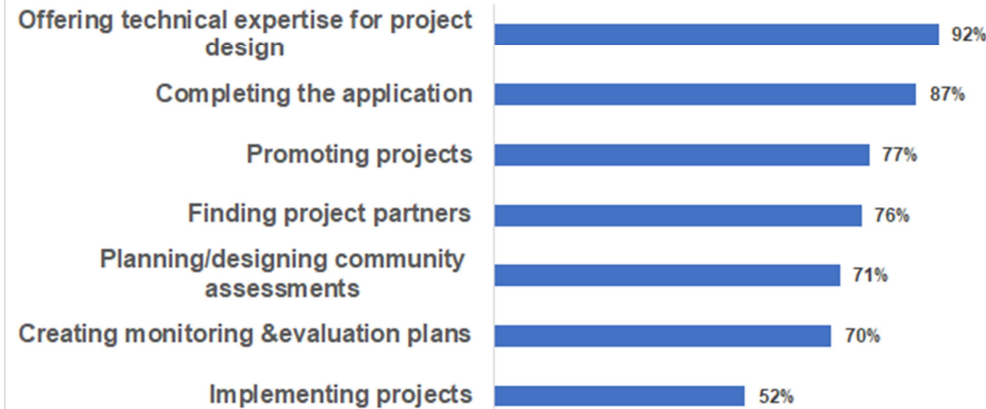 Offering technical expertise for project
design
92%
Completing the application
87%
Promoting projects
77%
Finding project partners
76%
Planning/designing community
assessments
71%
Creating monitoring &evaluation plans
70%
Implementing projects
52%